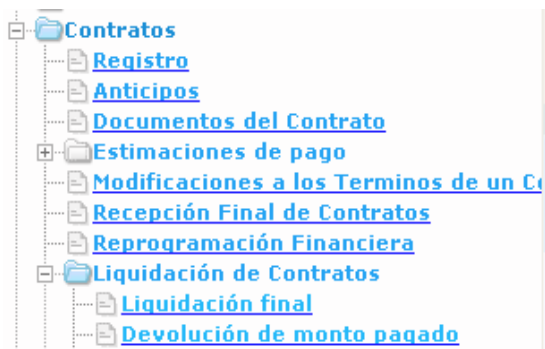 Contratos
Registro
Anticipos
Documentos del Contrato
Estimaciones de pago
Modificaciones a los Terminos de un
Recepción Final de Contratos
Reprogramación Financiera
Liquidación de Contratos
Liquidación final
Devolución de monto pagado